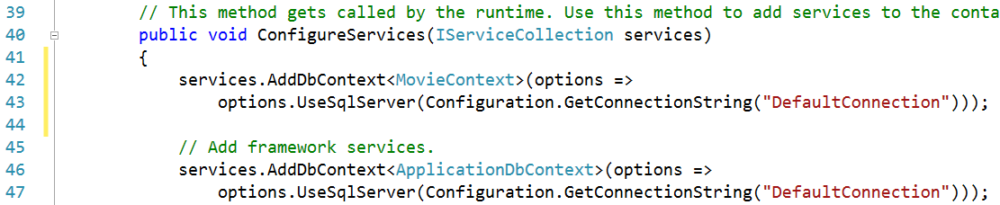 39 // This method gets called by the runtime. Use this method to add services to the conta
40 public void ConfigureServices(IServiceCollection services)
41 {
42 services.AddDbContext<MovieContext>(options =>
43 options.UseSqlServer(Configuration.GetConnectionString("DefaultConnection")));
44
45 // Add framework services.
46 services.AddDbContext<ApplicationDbContext>(options =>
47 options.UseSqlServer(Configuration.GetConnectionString("DefaultConnection")));